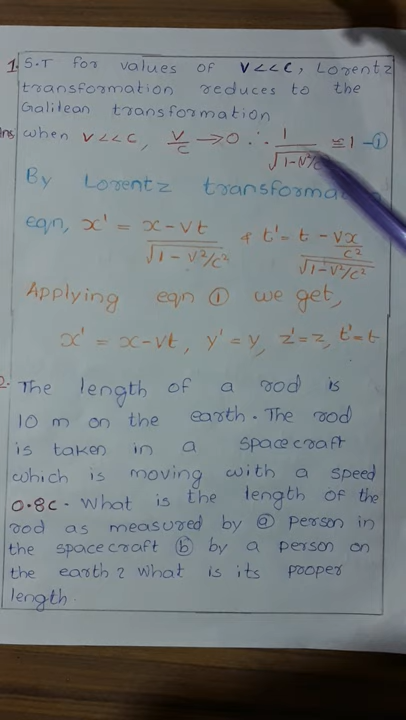 1. S.T for values of V<<C, Lorentz
transformation reduces to the
Galilean transformation
Ans when V<<C, V/C → 0 ∴ 1/√1-V²/C² ≅ 1 -①
By Lorentz transformation
eqn, x' = x-Vt/√1-V²/C² & t' = t - Vx/C²/√1-V²/C²
Applying eqn ① we get,
x' = x-Vt, y' = y, z' = z, t' = t
2. The length of a rod is
10 m on the earth. The rod
is taken in a spacecraft
which is moving with a speed
0.8C. What is the length of the
rod as measured by ⓐ person in
the spacecraft ⓑ by a person on
the earth? What is its pooper
length.